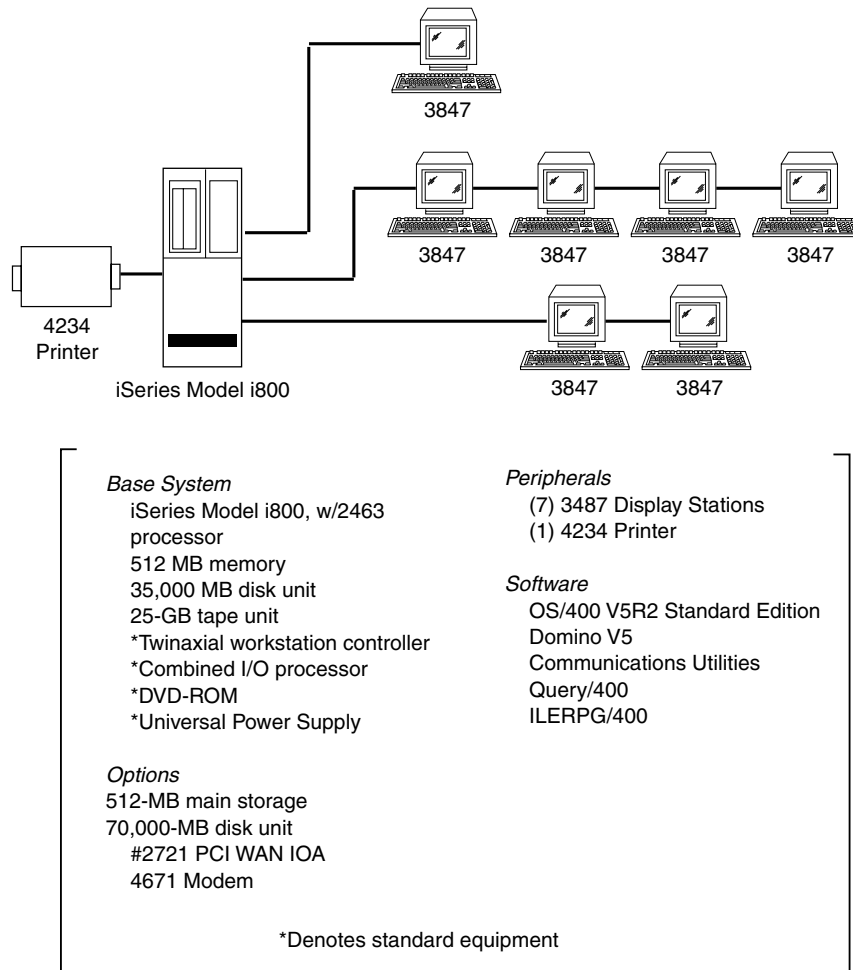 3847
3847
3847
3847
3847
4234
Printer
iSeries Model i800
3847
3847
Base System
iSeries Model i800, w/2463
processor
512 MB memory
35,000 MB disk unit
25-GB tape unit
*Twinaxial workstation controller
*Combined I/O processor
*DVD-ROM
*Universal Power Supply
Options
512-MB main storage
70,000-MB disk unit
#2721 PCI WAN IOA
4671 Modem
Peripherals
(7) 3487 Display Stations
(1) 4234 Printer
Software
OS/400 V5R2 Standard Edition
Domino V5
Communications Utilities
Query/400
ILERPG/400
*Denotes standard equipment